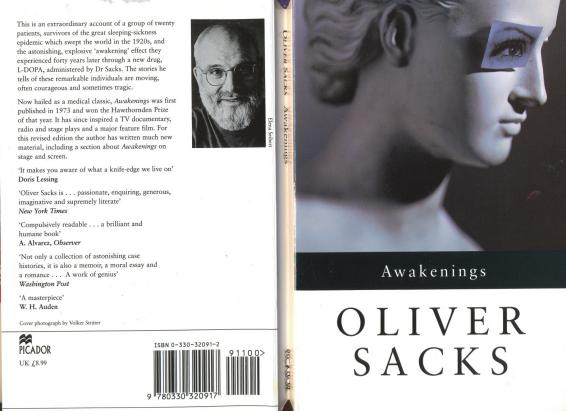 This is an extraordinary account of a group of twenty
patients, survivors of the great sleeping-sickness
epidemic which swept the world in the 1920s, and
the astonishing, explosive 'awakening' effect they
experienced forty years later through a new drug,
L-DOPA, administered by Dr Sacks. The stories he
tells of these remarkable individuals are moving,
often courageous and sometimes tragic.
Now hailed as a medical classic, Awakenings was first
published in 1973 and won the Hawthornden Prize
of that year. It has since inspired a TV documentary,
radio and stage plays and a major feature film. For
this revised edition the author has written much new
material, including a section about Awakenings on
stage and screen.
'It makes you aware of what a knife-edge we live on'
Doris Lessing
'Oliver Sacks is . . . passionate, enquiring, generous,
imaginative and supremely literate'
New York Times
'Compulsively readable . . . a brilliant and
humane book'
A. Alvarez, Observer
'Not only a collection of astonishing case
histories, it is also a memoir, a moral essay and
a romance . . . A work of genius'
Washington Post
'A masterpiece'
W. H. Auden
Cover photograph by Volker Sträter
PICADOR
UK £8.99
ISBN 0-330-32091-2
91100>
9 780330 320917
Elena Seibert
OLIVER SACKS Awakenings
Awakenings
OLIVER
SACKS